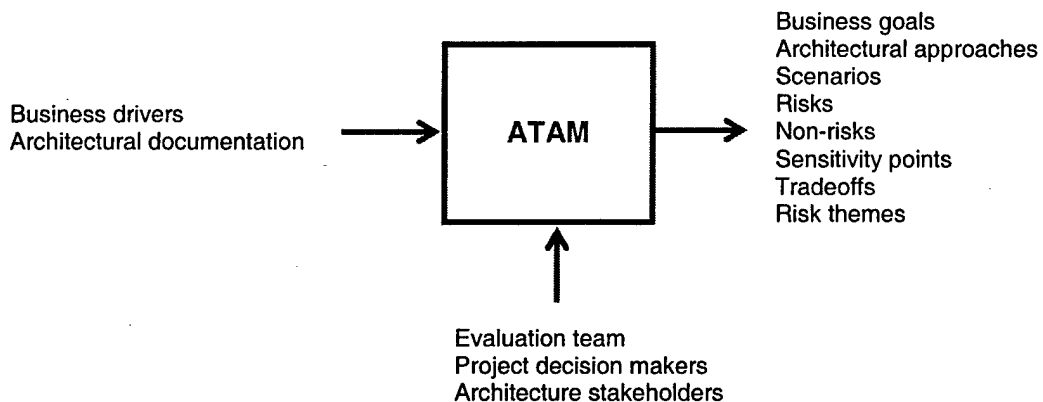 Business drivers
Architectural documentation
ATAM
Business goals
Architectural approaches
Scenarios
Risks
Non-risks
Sensitivity points
Tradeoffs
Risk themes
Evaluation team
Project decision makers
Architecture stakeholders